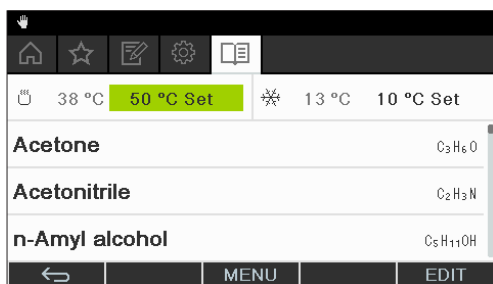 38 °C 50 °C Set 13 °C 10 °C Set
Acetone C₃H₆O
Acetonitrile C₂H₃N
n-Amyl alcohol C₅H₁₁OH
MENU EDIT